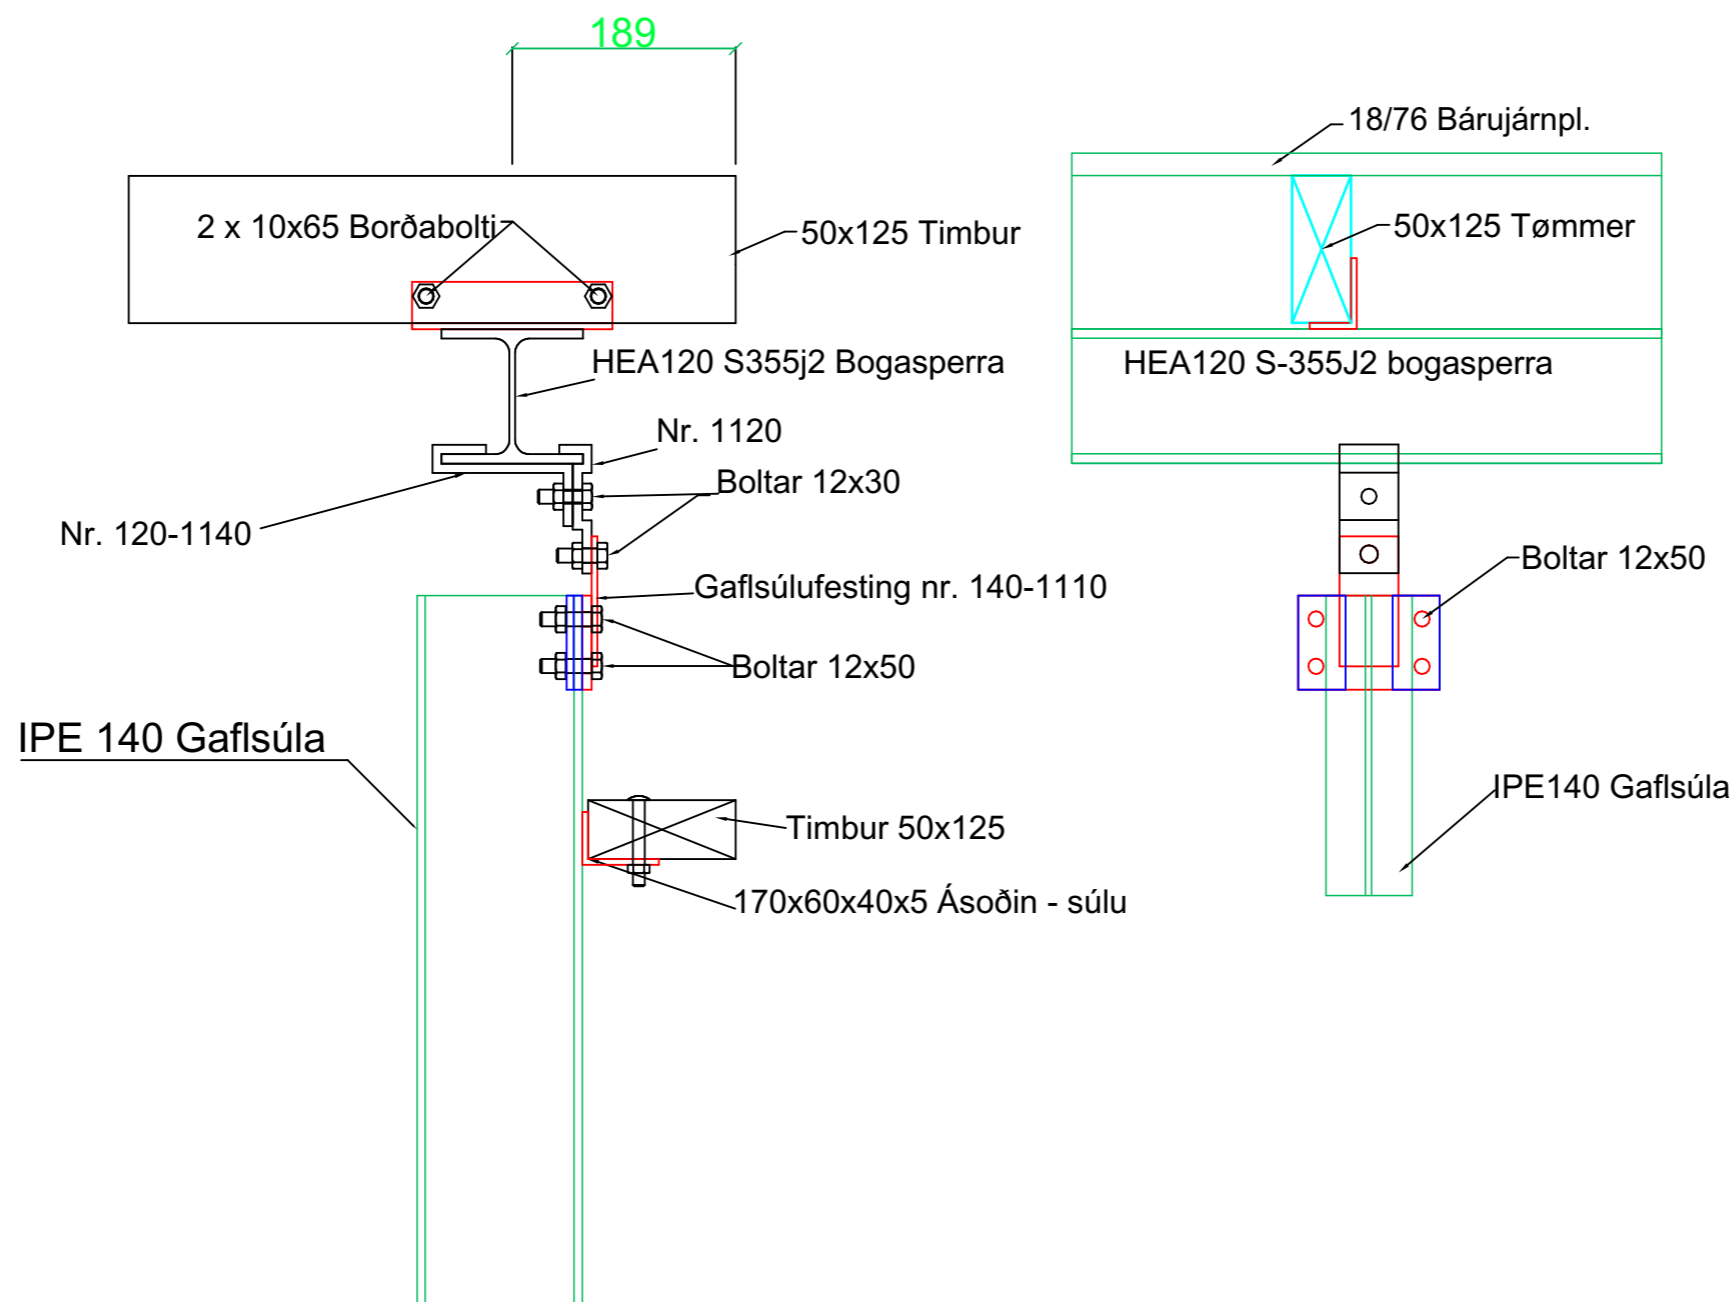 189
18/76 Bárujárnpl.
2 x 10x65 Borðabolti
50x125 Timbur
50x125 Tømmer
HEA120 S355j2 Bogasperra
HEA120 S-355J2 bogasperra
Nr. 1120
Boltar 12x30
Nr. 120-1140
Boltar 12x50
Gaflsúlufesting nr. 140-1110
Boltar 12x50
IPE 140 Gaflsúla
IPE140 Gaflsúla
Timbur 50x125
170x60x40x5 Ásoðin - súlu